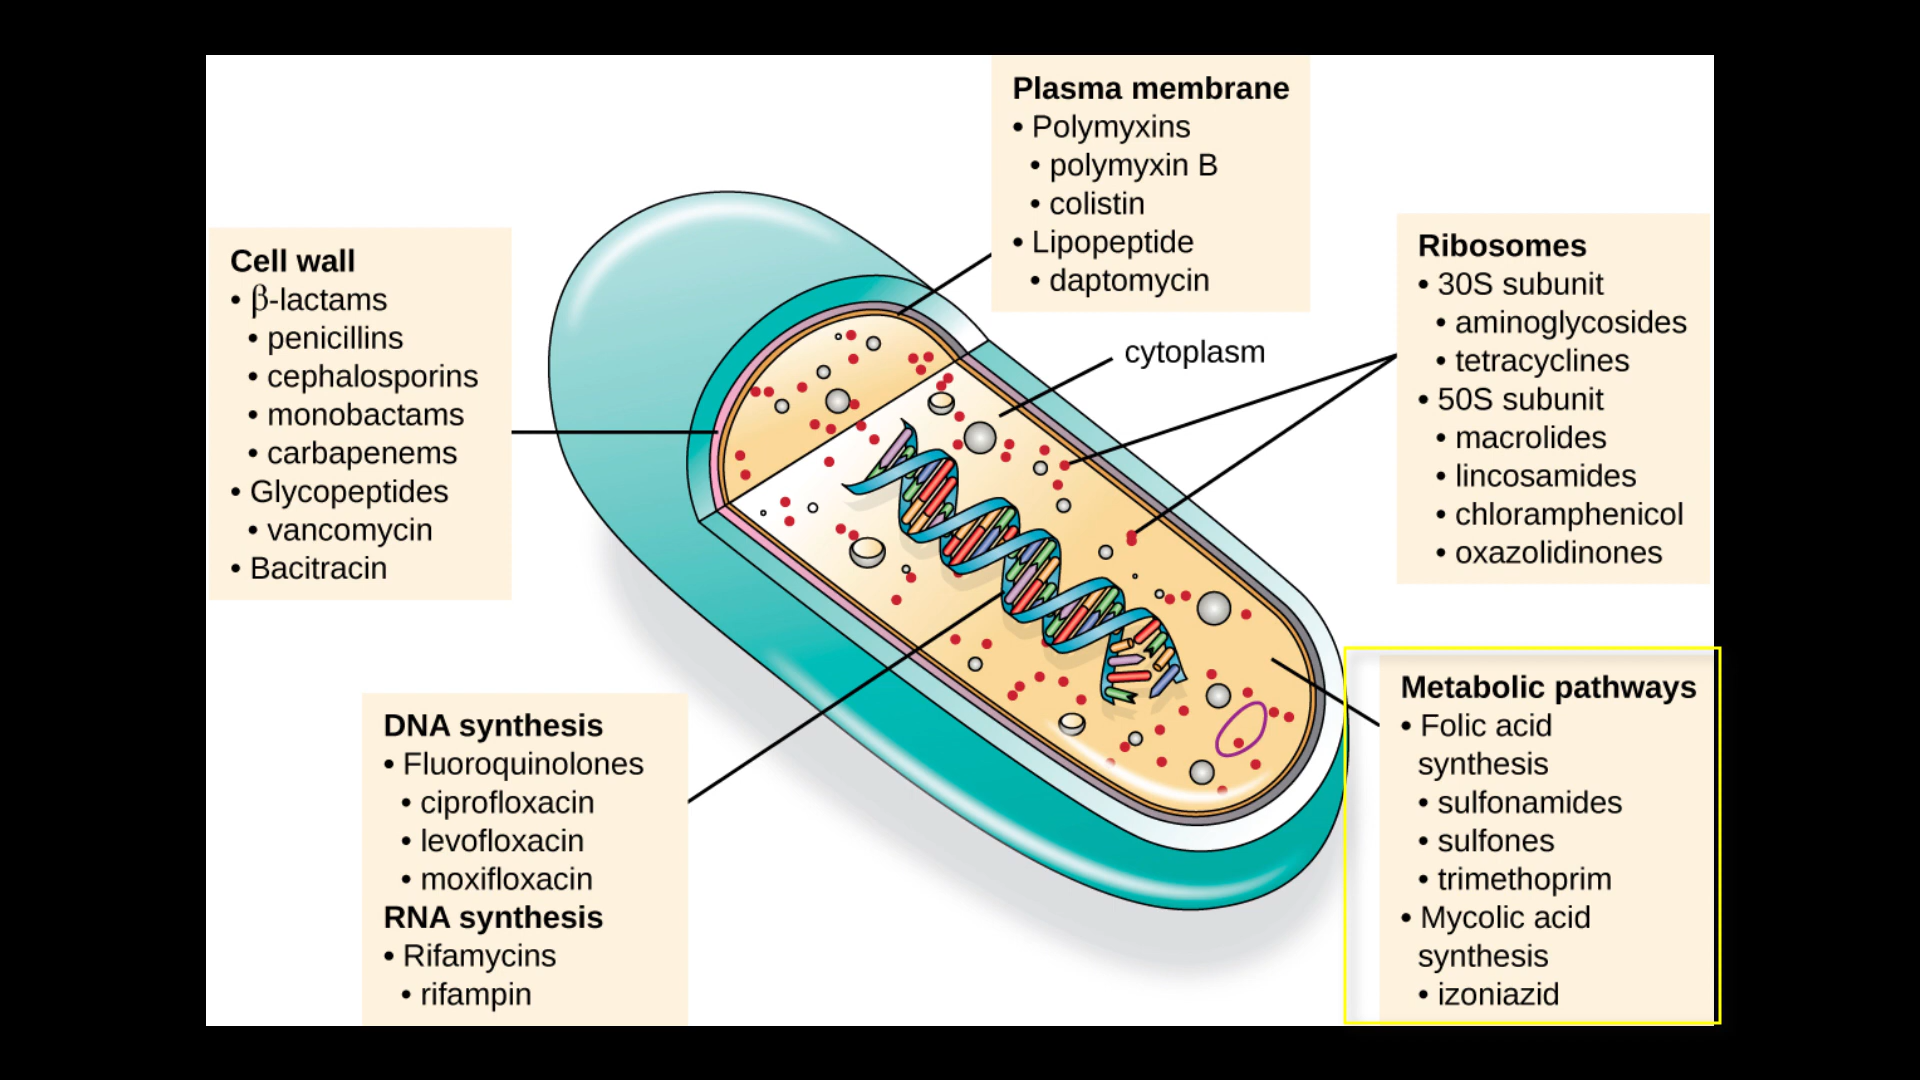 Plasma membrane
• Polymyxins
• polymyxin B
• colistin
• Lipopeptide
• daptomycin
Cell wall
• β-lactams
• penicillins
• cephalosporins
• monobactams
• carbapenems
• Glycopeptides
• vancomycin
• Bacitracin
cytoplasm
Ribosomes
• 30S subunit
• aminoglycosides
• tetracyclines
• 50S subunit
• macrolides
• lincosamides
• chloramphenicol
• oxazolidinones
DNA synthesis
• Fluoroquinolones
• ciprofloxacin
• levofloxacin
• moxifloxacin
RNA synthesis
• Rifamycins
• rifampin
Metabolic pathways
• Folic acid
synthesis
• sulfonamides
• sulfones
• trimethoprim
• Mycolic acid
synthesis
• izoniazid